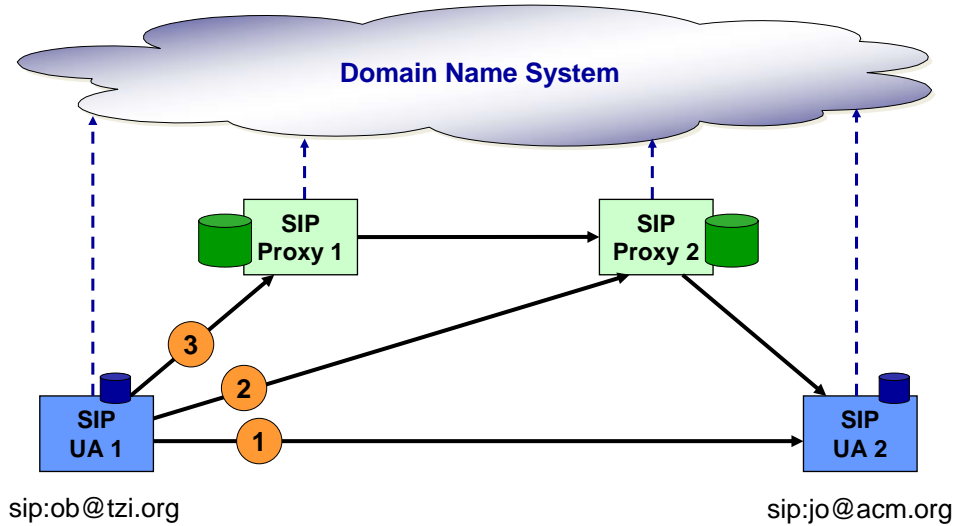 Domain Name System
SIP
Proxy 1
SIP
Proxy 2
3
2
1
SIP
UA 1
SIP
UA 2
sip:ob@tzi.org
sip:jo@acm.org